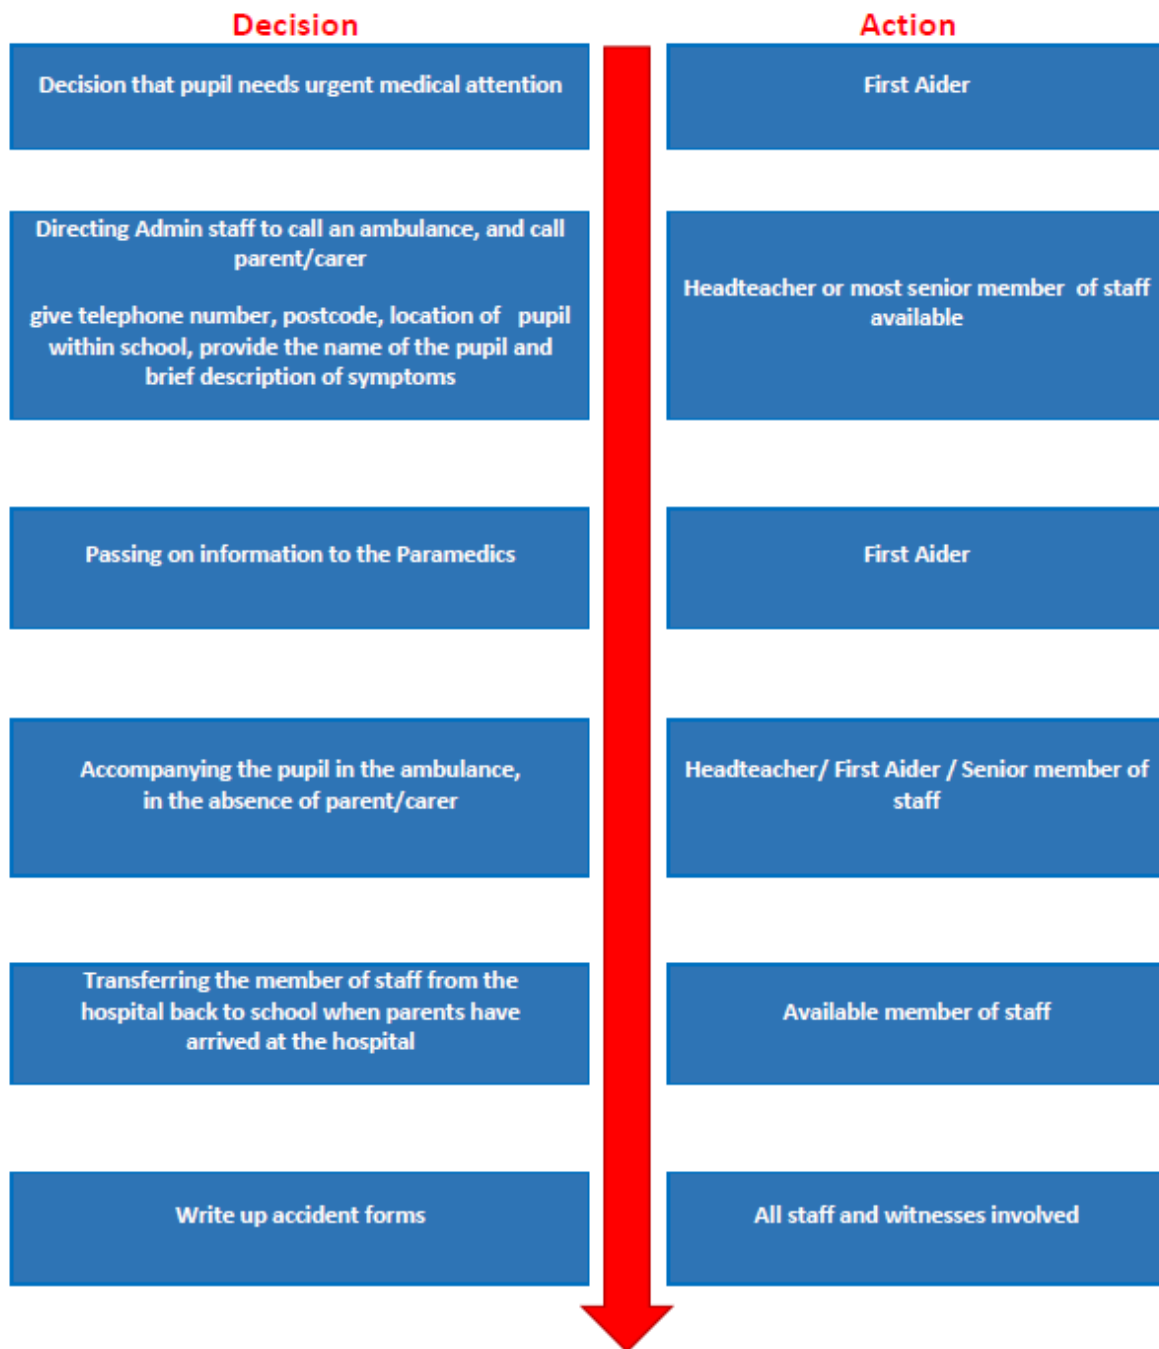 Decision
Action
Decision that pupil needs urgent medical attention
First Aider
Directing Admin staff to call an ambulance, and call
parent/carer
give telephone number, postcode, location of pupil
within school, provide the name of the pupil and
brief description of symptoms
Headteacher or most senior member of staff
available
Passing on information to the Paramedics
First Aider
Accompanying the pupil in the ambulance,
in the absence of parent/carer
Headteacher/ First Aider / Senior member of
staff
Transferring the member of staff from the
hospital back to school when parents have
arrived at the hospital
Available member of staff
Write up accident forms
All staff and witnesses involved